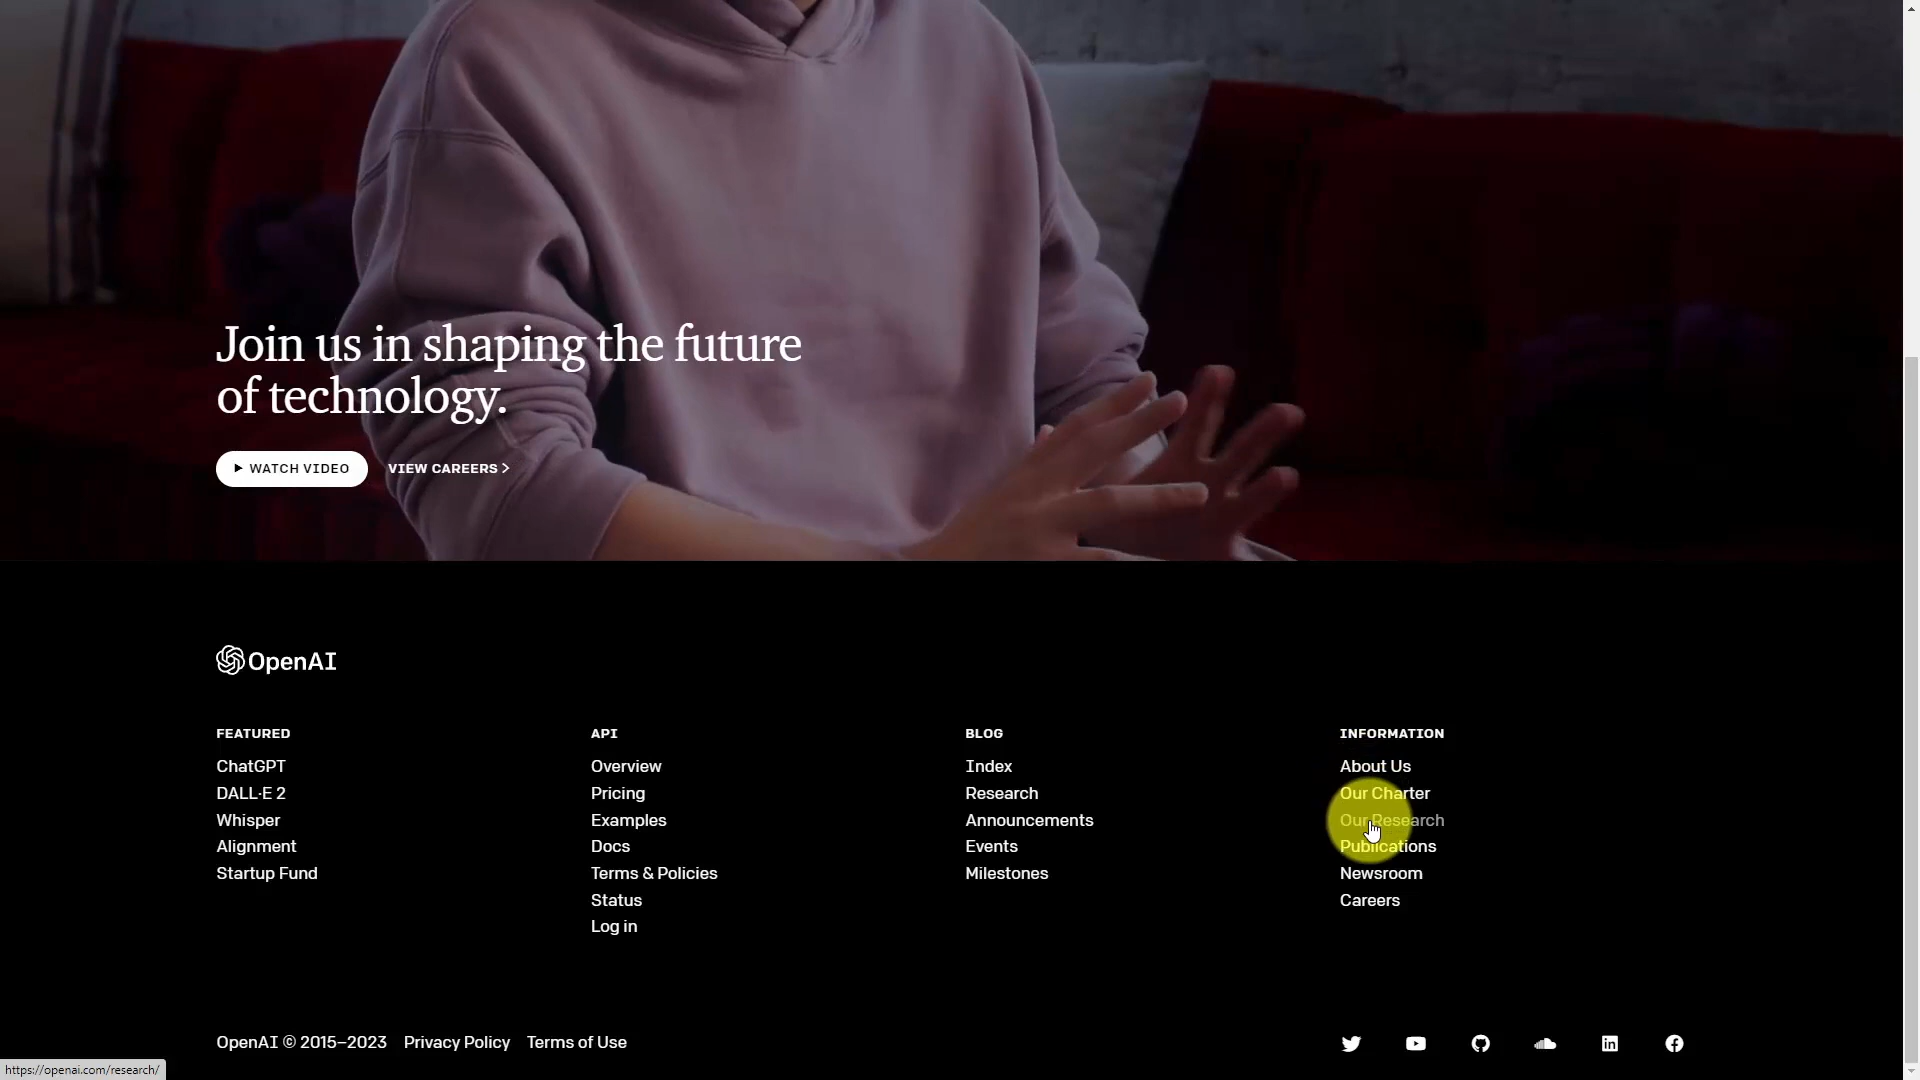 Join us in shaping the future
of technology.
WATCH VIDEO
VIEW CAREERS >
OpenAI
FEATURED
ChatGPT
DALL·E 2
Whisper
Alignment
Startup Fund
API
Overview
Pricing
Examples
Docs
Terms & Policies
Status
Log in
BLOG
Index
Research
Announcements
Events
Milestones
INFORMATION
About Us
Our Charter
Our Research
Publications
Newsroom
Careers
OpenAI © 2015–2023 Privacy Policy Terms of Use
https://openai.com/research/